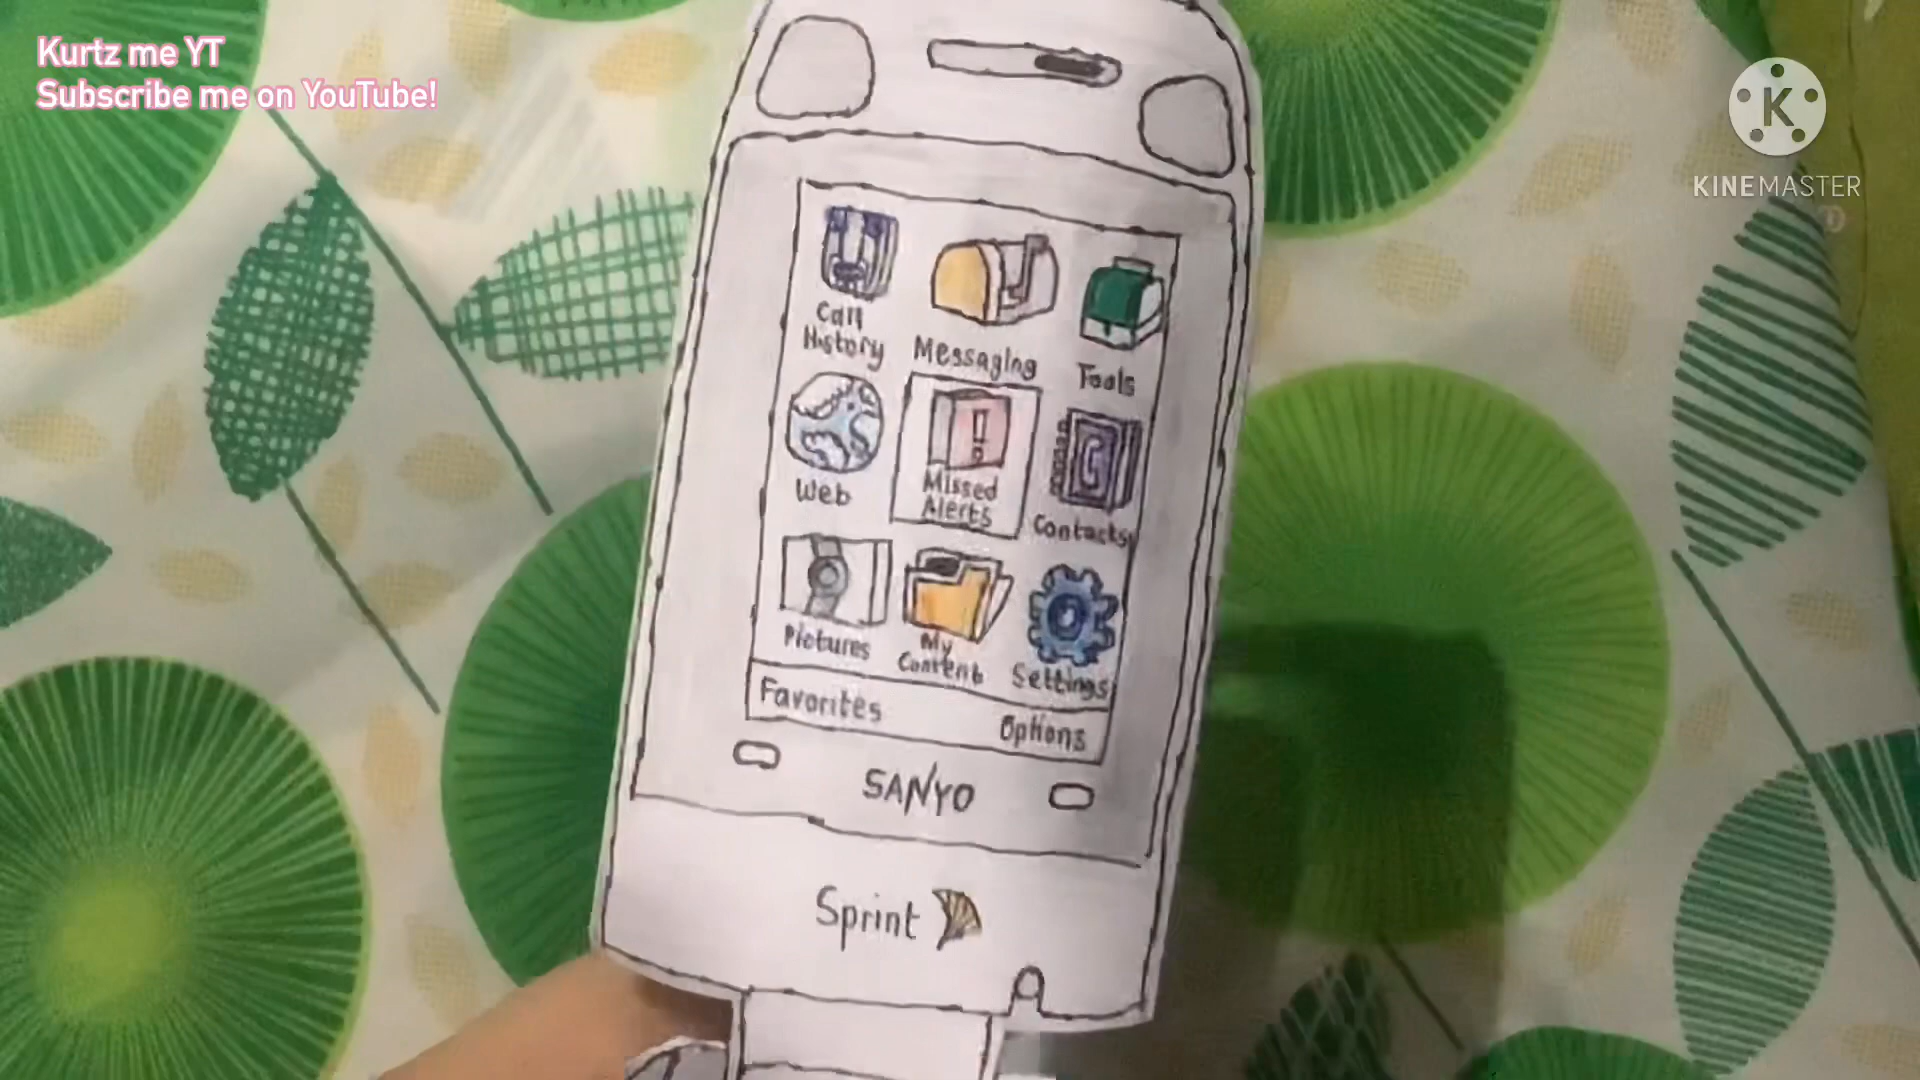 Kurtz me YT
Subscribe me on YouTube!
K
KINEMASTER
Call
History
Messaging
Tools
Web
Missed
Alerts
Contacts
Pictures
My
Content
Settings
Favorites
Options
SANYO
Sprint